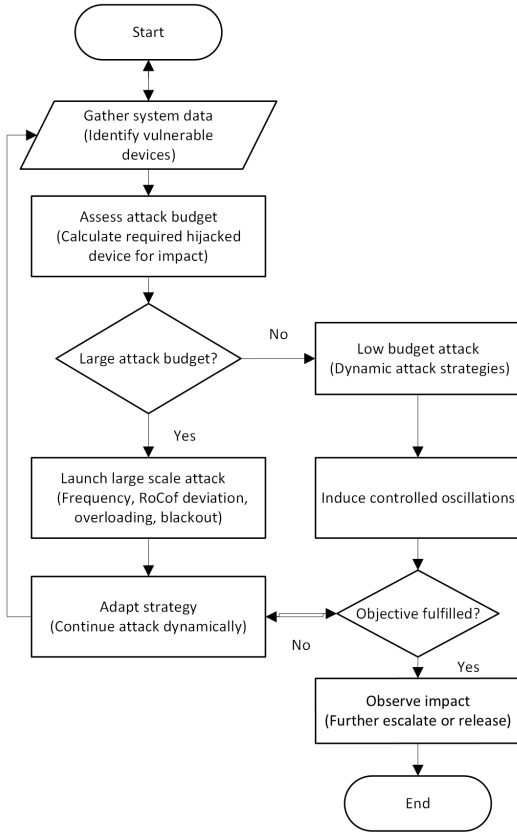 Start
Gather system data
(Identify vulnerable
devices)
Assess attack budget
(Calculate required hijacked
device for impact)
Large attack budget?
No
Low budget attack
(Dynamic attack strategies)
Yes
Launch large scale attack
(Frequency, RoCof deviation,
overloading, blackout)
Induce controlled oscillations
Adapt strategy
(Continue attack dynamically)
Objective fulfilled?
No
Yes
Observe impact
(Further escalate or release)
End